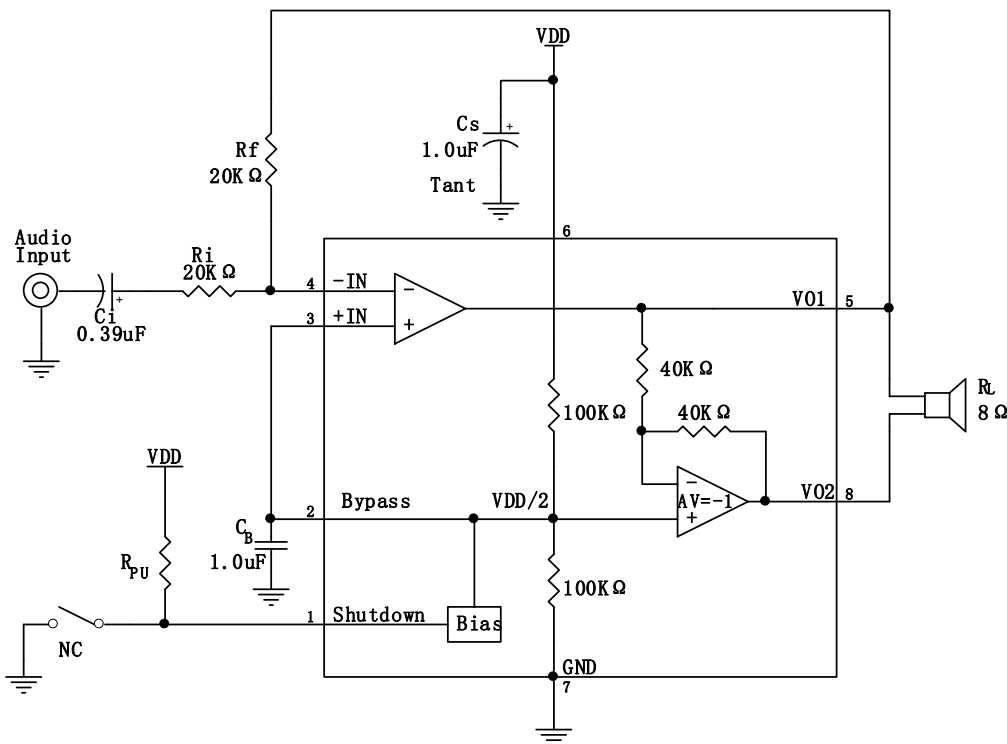 VDD
Cs
+
1.0uF
Tant
Rf
20KΩ
6
Audio
Input
Ri
20KΩ
4
-IN
−
VO1
5
+
Ci
0.39uF
3
+IN
+
40KΩ
RL
8Ω
100KΩ
40KΩ
VDD
2
Bypass
VDD/2
−
AV=-1
+
VO2
8
CB
1.0uF
RPU
100KΩ
1
Shutdown
Bias
NC
GND
7